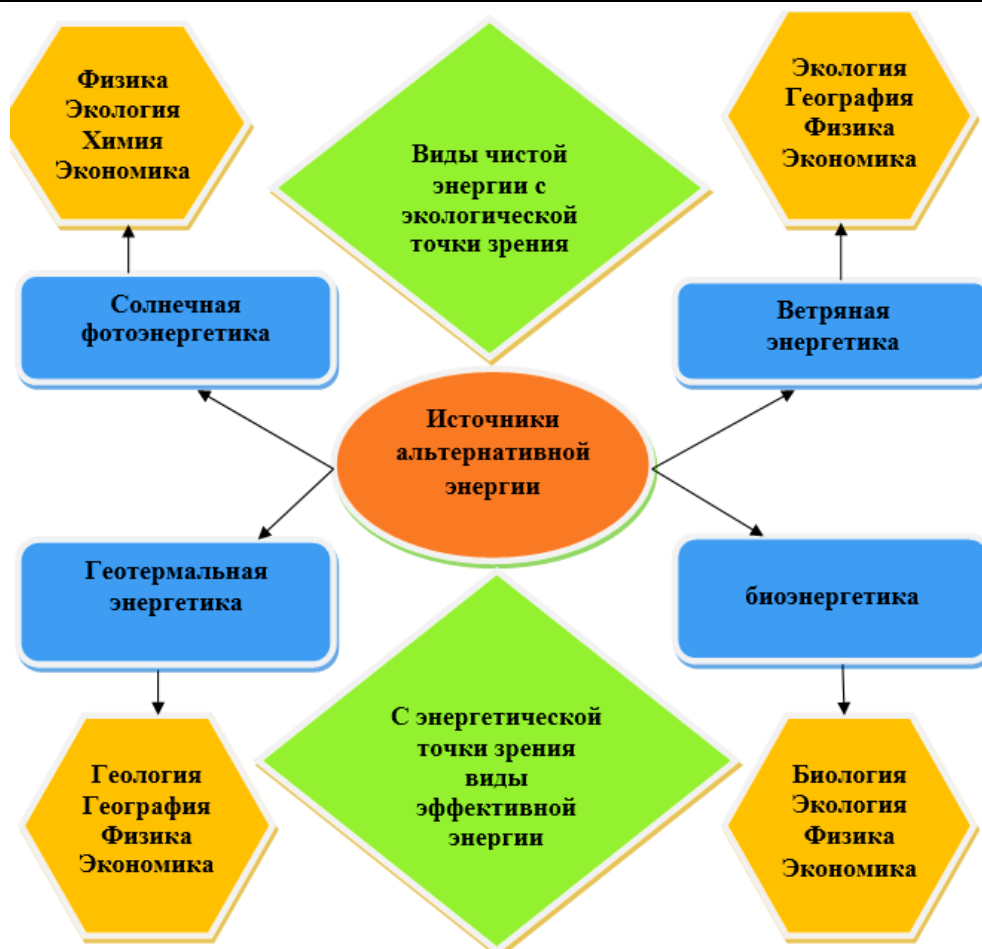 Физика
Экология
Химия
Экономика
Виды чистой
энергии с
экологической
точки зрения
Экология
География
Физика
Экономика
Солнечная
фотоэнергетика
Ветряная
энергетика
Источники
альтернативной
энергии
Геотермальная
энергетика
биоэнергетика
С энергетической
точки зрения
виды
эффективной
энергии
Геология
География
Физика
Экономика
Биология
Экология
Физика
Экономика